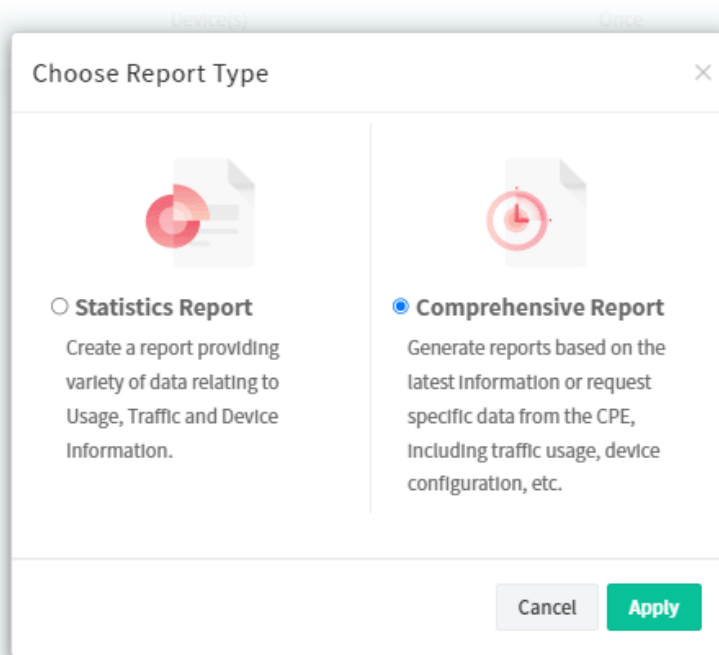 Device(s) Once
Choose Report Type
Statistics Report
Create a report providing
variety of data relating to
Usage, Traffic and Device
Information.
Comprehensive Report
Generate reports based on the
latest information or request
specific data from the CPE,
including traffic usage, device
configuration, etc.
Cancel Apply